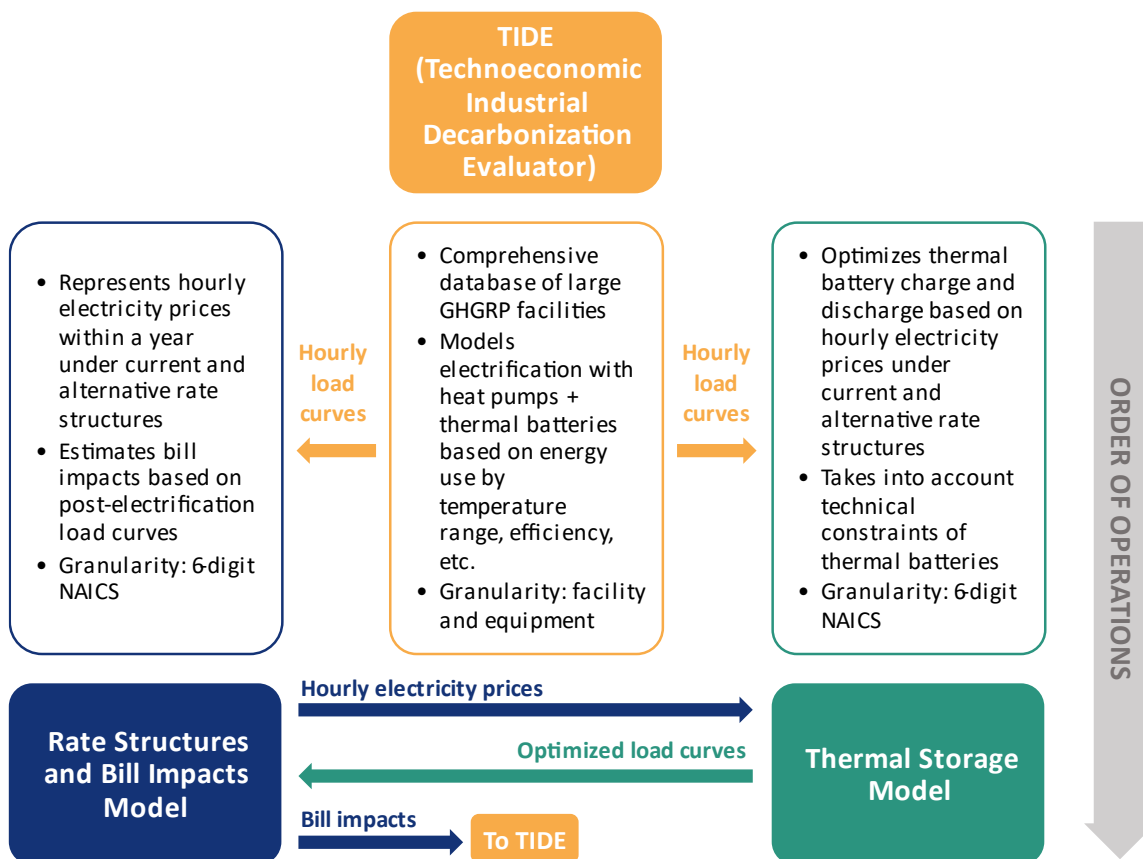 TIDE
(Technoeconomic
Industrial
Decarbonization
Evaluator)
• Represents hourly
electricity prices
within a year
under current and
alternative rate
structures
• Estimates bill
impacts based on
post-electrification
load curves
• Granularity: 6-digit
NAICS
Hourly
load
curves
• Comprehensive
database of large
GHGRP facilities
• Models
electrification with
heat pumps +
thermal batteries
based on energy
use by
temperature
range, efficiency,
etc.
• Granularity: facility
and equipment
Hourly
load
curves
• Optimizes thermal
battery charge and
discharge based on
hourly electricity
prices under
current and
alternative rate
structures
• Takes into account
technical
constraints of
thermal batteries
• Granularity: 6-digit
NAICS
ORDER OF OPERATIONS
Rate Structures
and Bill Impacts
Model
Hourly electricity prices
Optimized load curves
Bill impacts
To TIDE
Thermal Storage
Model